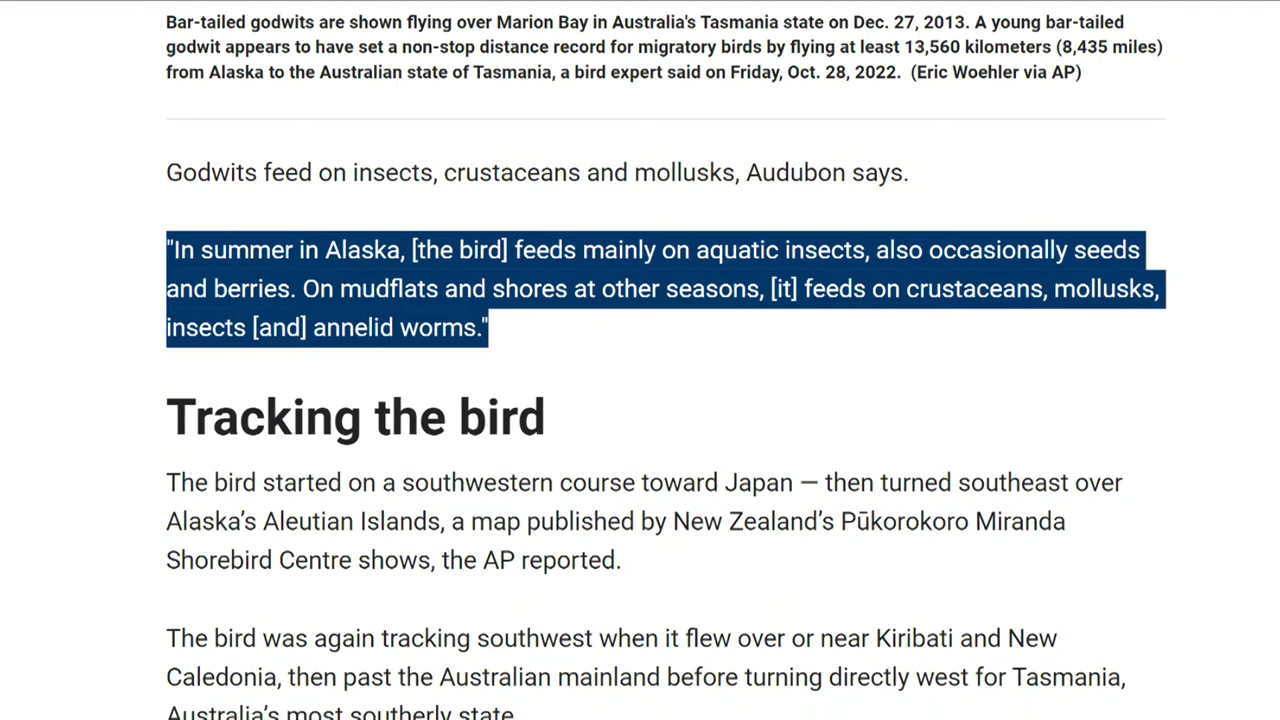 Bar-tailed godwits are shown flying over Marion Bay in Australia's Tasmania state on Dec. 27, 2013. A young bar-tailed
godwit appears to have set a non-stop distance record for migratory birds by flying at least 13,560 kilometers (8,435 miles)
from Alaska to the Australian state of Tasmania, a bird expert said on Friday, Oct. 28, 2022.  (Eric Woehler via AP)
Godwits feed on insects, crustaceans and mollusks, Audubon says.
"In summer in Alaska, [the bird] feeds mainly on aquatic insects, also occasionally seeds
and berries. On mudflats and shores at other seasons, [it] feeds on crustaceans, mollusks,
insects [and] annelid worms."
Tracking the bird
The bird started on a southwestern course toward Japan — then turned southeast over
Alaska’s Aleutian Islands, a map published by New Zealand’s Pūkorokoro Miranda
Shorebird Centre shows, the AP reported.
The bird was again tracking southwest when it flew over or near Kiribati and New
Caledonia, then past the Australian mainland before turning directly west for Tasmania,
Australia’s most southerly state